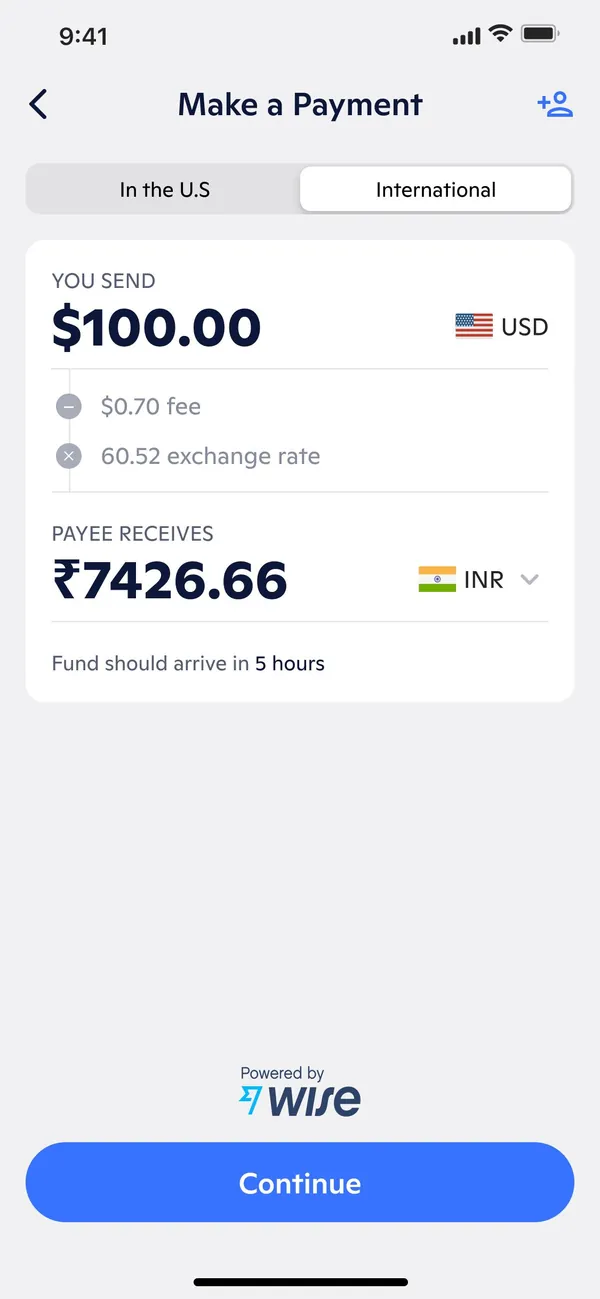 9:41
Make a Payment
In the U.S
International
YOU SEND
$100.00
USD
$0.70 fee
60.52 exchange rate
PAYEE RECEIVES
₹7426.66
INR
Fund should arrive in 5 hours
Powered by
wise
Continue